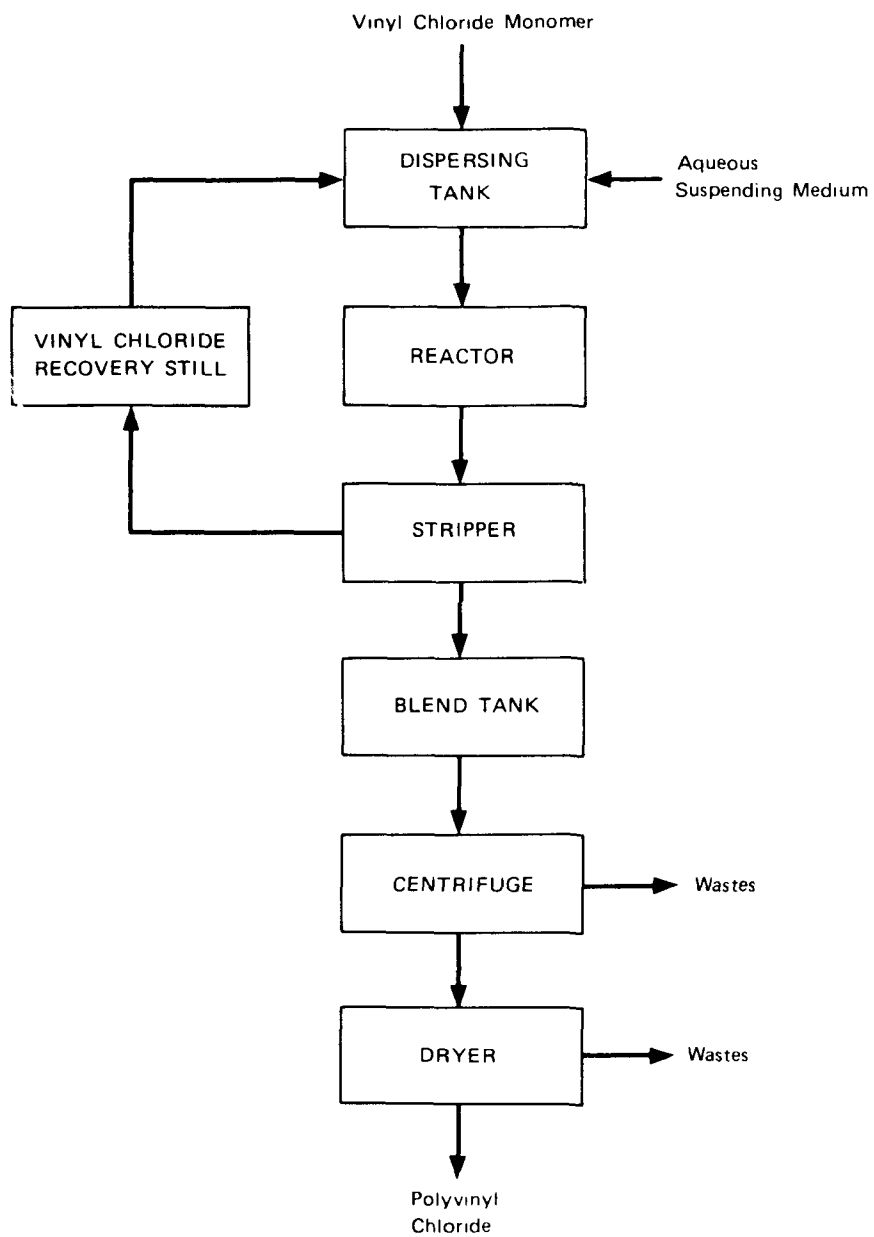 Vinyl Chloride Monomer
DISPERSING
TANK
Aqueous
Suspending Medium
VINYL CHLORIDE
RECOVERY STILL
REACTOR
STRIPPER
BLEND TANK
CENTRIFUGE
Wastes
DRYER
Wastes
Polyvinyl
Chloride